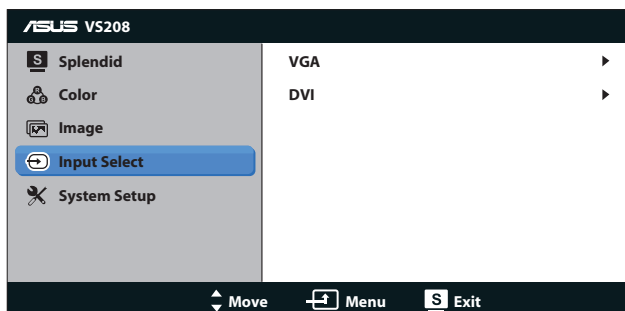 ASUS VS208
S Splendid
R G B Color
Image
Input Select
System Setup
VGA
DVI
Move Menu S Exit